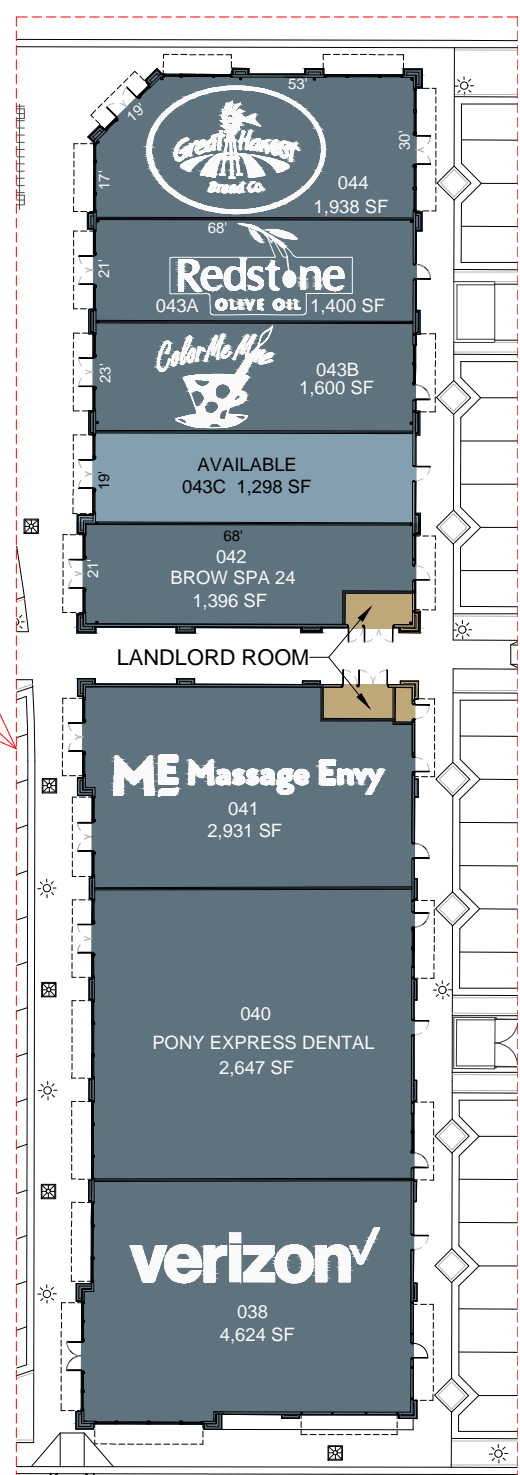 53'
19'
Great Harvest
Bread Co.
30'
17'
044
1,938 SF
68'
Redstone
21'
OLIVE OIL
043A
1,400 SF
Color Me Mine
23'
043B
1,600 SF
AVAILABLE
19'
043C 1,298 SF
68'
042
21'
BROW SPA 24
1,396 SF
LANDLORD ROOM
ME Massage Envy
041
2,931 SF
040
PONY EXPRESS DENTAL
2,647 SF
verizon✓
038
4,624 SF